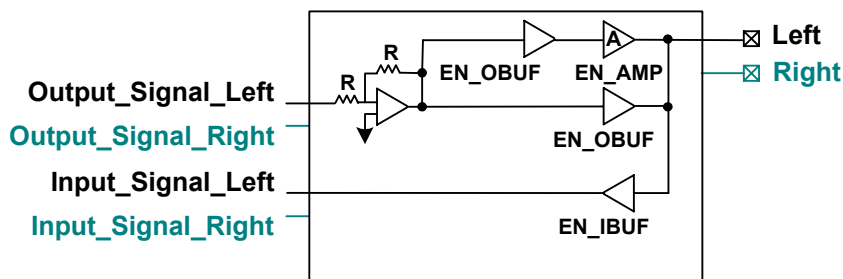 R
R
A
EN_OBUF
EN_AMP
Left
Right
Output_Signal_Left
Output_Signal_Right
EN_OBUF
Input_Signal_Left
Input_Signal_Right
EN_IBUF